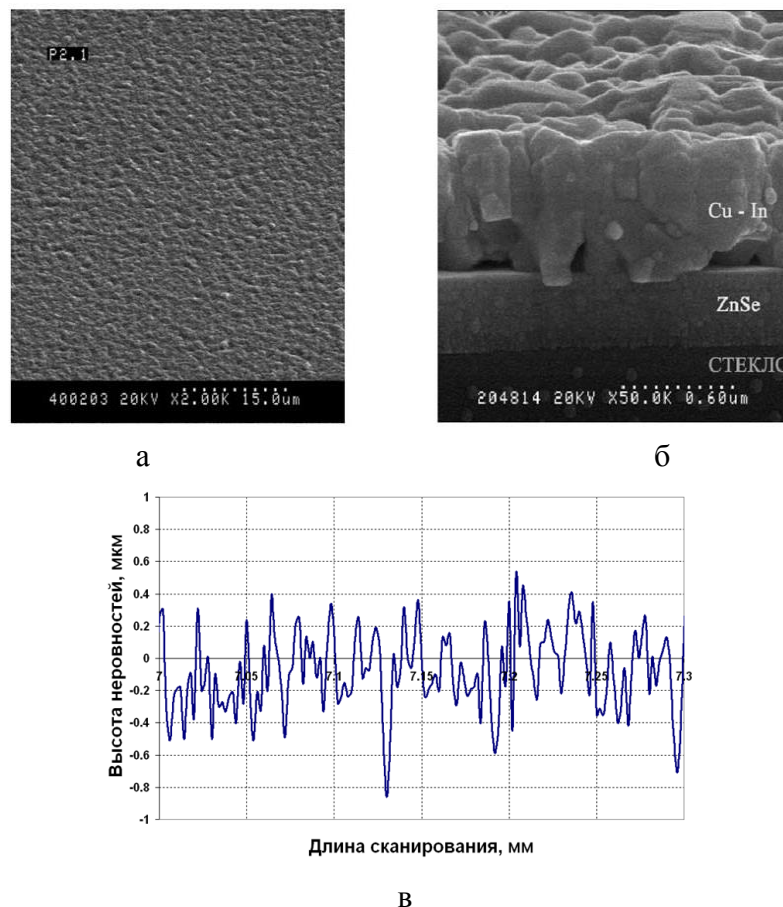 P2.1
400203 20KV X2.00K 15.0um
а
Cu - In
ZnSe
СТЕКЛО
204814 20KV X50.0K 0.60um
б
1
0.8
0.6
0.4
0.2
0
-0.2
-0.4
-0.6
-0.8
-1
7 7.05 7.1 7.15 7.2 7.25 7.3
Высота неровностей, мкм
Длина сканирования, мм
в